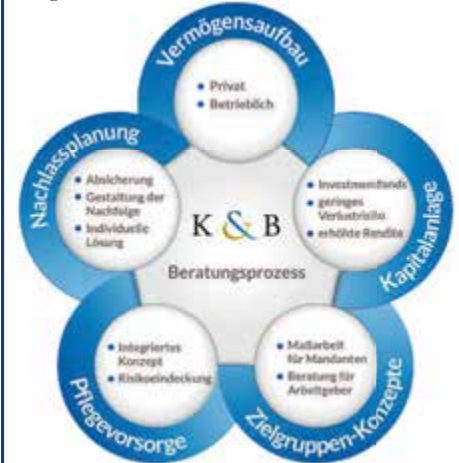 Vermögensaufbau
• Privat
• Betrieblich
Kapitalanlage
• Investmentfonds
• geringes
Verlustrisiko
• erhöhte Rendite
Zielgruppen-Konzepte
• Maßarbeit
für Mandanten
• Beratung für
Arbeitgeber
Pflegevorsorge
• Integriertes
Konzept
• Risikoeindeckung
Nachlassplanung
• Absicherung
• Gestaltung der
Nachfolge
• Individuelle
Lösung
K & B
Beratungsprozess